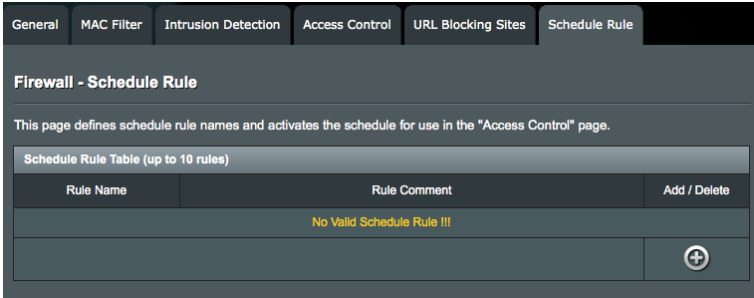 General MAC Filter Intrusion Detection Access Control URL Blocking Sites Schedule Rule
Firewall - Schedule Rule
This page defines schedule rule names and activates the schedule for use in the "Access Control" page.
Schedule Rule Table (up to 10 rules)
Rule Name Rule Comment Add / Delete
No Valid Schedule Rule !!!